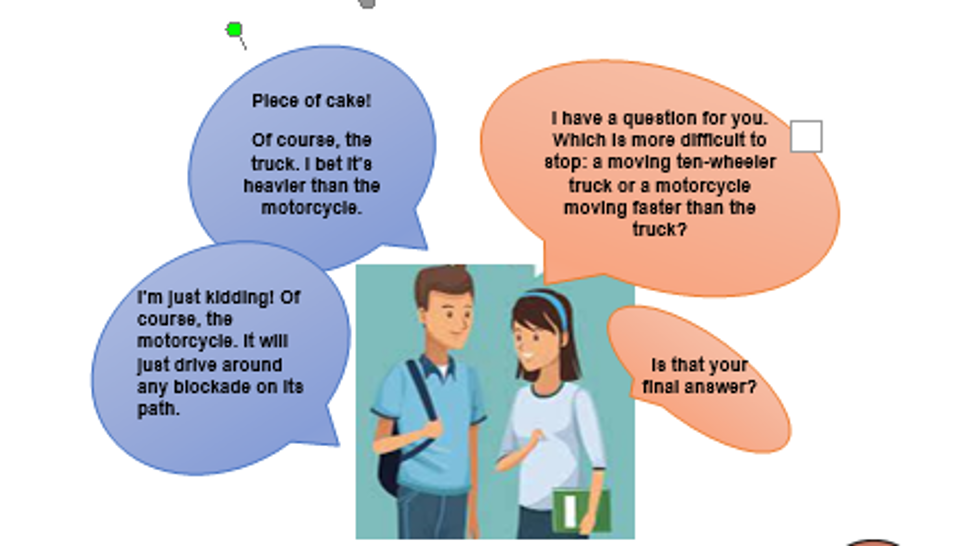 I have a question for you.
Which is more difficult to
stop: a moving ten-wheeler
truck or a motorcycle
moving faster than the
truck?
Piece of cake!
Of course, the
truck. I bet it's
heavier than the
motorcycle.
Is that your
final answer?
I'm just kidding! Of
course, the
motorcycle. It will
just drive around
any blockade on its
path.